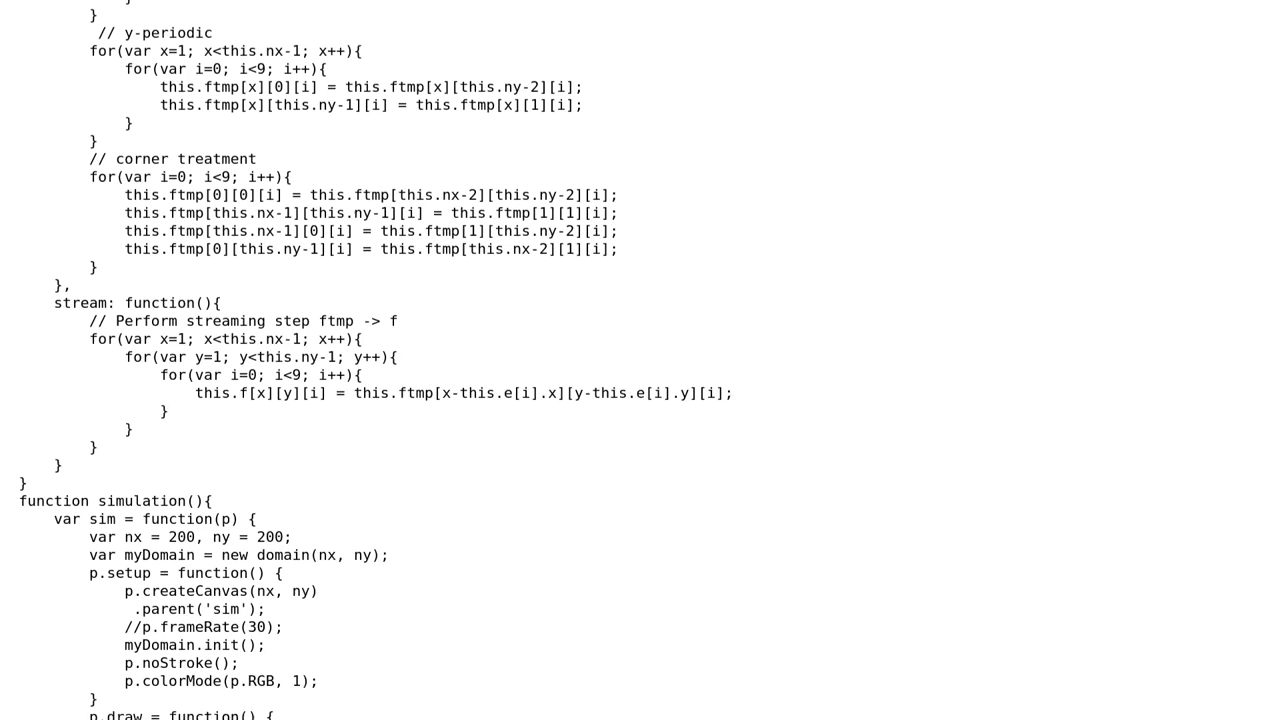 }
}
// y-periodic
for(var x=1; x<this.nx-1; x++){
for(var i=0; i<9; i++){
this.ftmp[x][0][i] = this.ftmp[x][this.ny-2][i];
this.ftmp[x][this.ny-1][i] = this.ftmp[x][1][i];
}
}
// corner treatment
for(var i=0; i<9; i++){
this.ftmp[0][0][i] = this.ftmp[this.nx-2][this.ny-2][i];
this.ftmp[this.nx-1][this.ny-1][i] = this.ftmp[1][1][i];
this.ftmp[this.nx-1][0][i] = this.ftmp[1][this.ny-2][i];
this.ftmp[0][this.ny-1][i] = this.ftmp[this.nx-2][1][i];
}
},
stream: function(){
// Perform streaming step ftmp -> f
for(var x=1; x<this.nx-1; x++){
for(var y=1; y<this.ny-1; y++){
for(var i=0; i<9; i++){
this.f[x][y][i] = this.ftmp[x-this.e[i].x][y-this.e[i].y][i];
}
}
}
}
}
function simulation(){
var sim = function(p) {
var nx = 200, ny = 200;
var myDomain = new domain(nx, ny);
p.setup = function() {
p.createCanvas(nx, ny)
.parent('sim');
//p.frameRate(30);
myDomain.init();
p.noStroke();
p.colorMode(p.RGB, 1);
}
p.draw = function() {